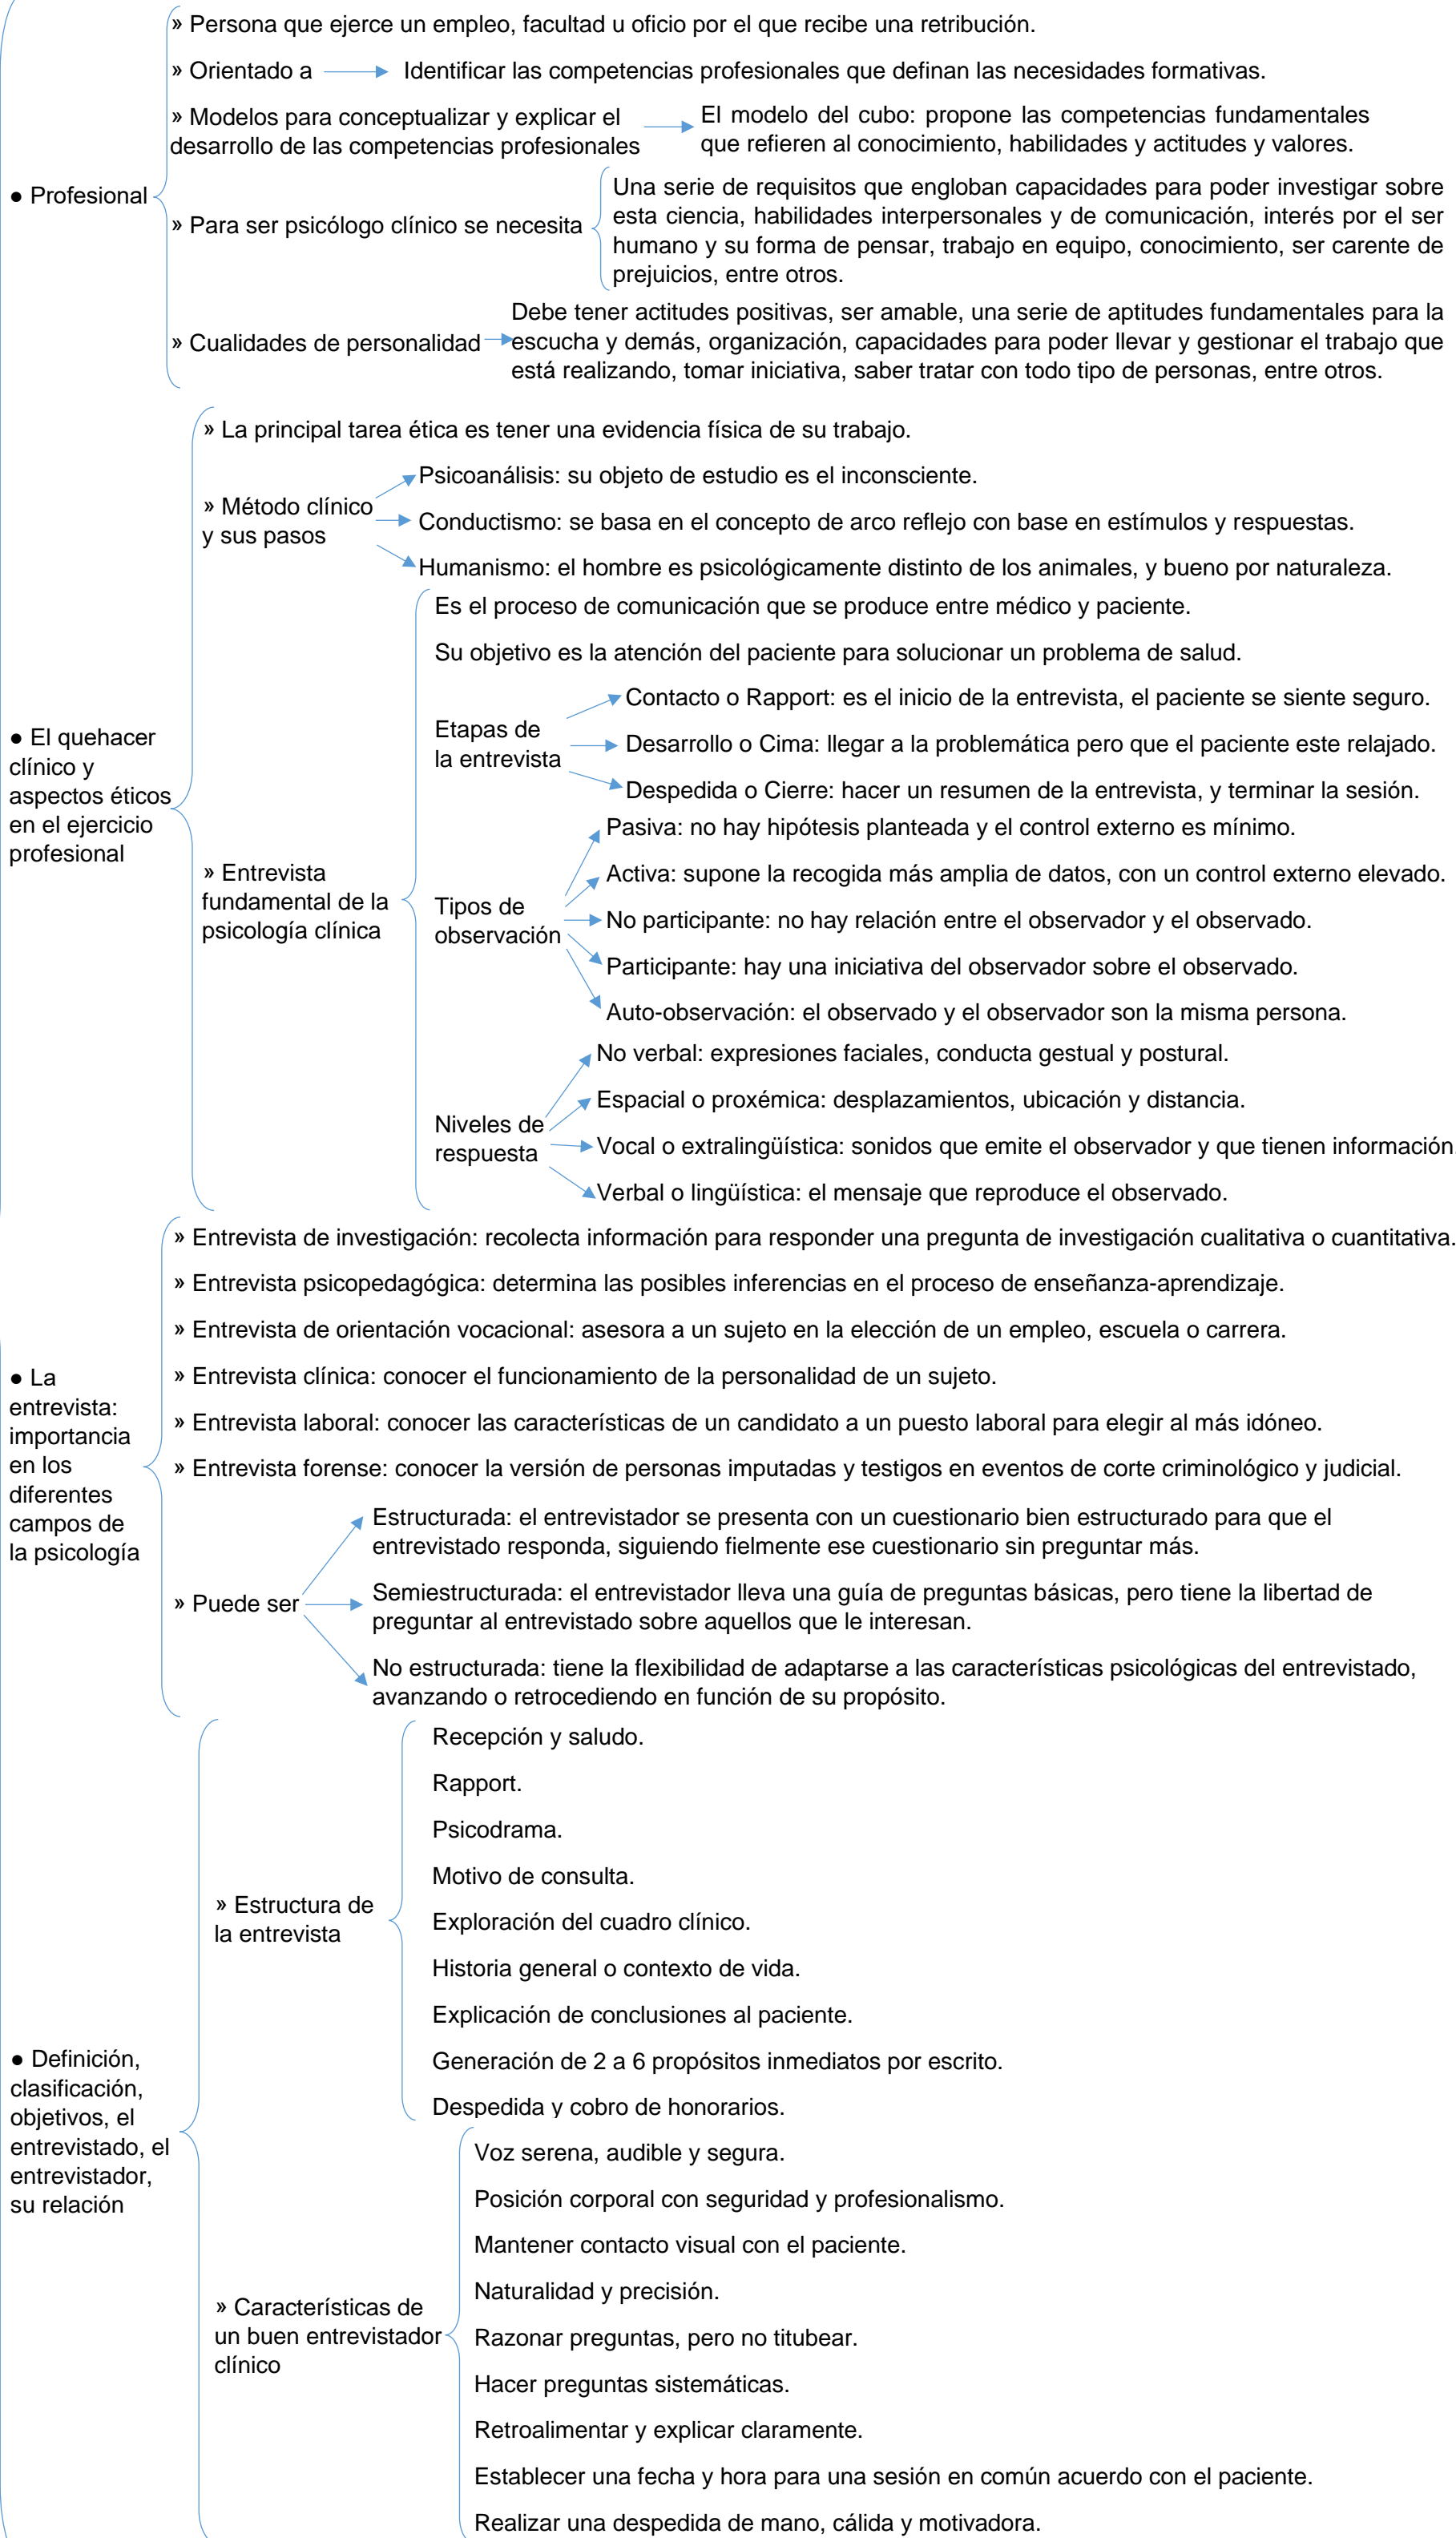 » Persona que ejerce un empleo, facultad u oficio por el que recibe una retribución.
» Orientado a
Identificar las competencias profesionales que definan las necesidades formativas.
» Modelos para conceptualizar y explicar el
desarrollo de las competencias profesionales
El modelo del cubo: propone las competencias fundamentales
que refieren al conocimiento, habilidades y actitudes y valores.
● Profesional
» Para ser psicólogo clínico se necesita
Una serie de requisitos que engloban capacidades para poder investigar sobre
esta ciencia, habilidades interpersonales y de comunicación, interés por el ser
humano y su forma de pensar, trabajo en equipo, conocimiento, ser carente de
prejuicios, entre otros.
» Cualidades de personalidad
Debe tener actitudes positivas, ser amable, una serie de aptitudes fundamentales para la
escucha y demás, organización, capacidades para poder llevar y gestionar el trabajo que
está realizando, tomar iniciativa, saber tratar con todo tipo de personas, entre otros.
● El quehacer
clínico y
aspectos éticos
en el ejercicio
profesional
» La principal tarea ética es tener una evidencia física de su trabajo.
» Método clínico
y sus pasos
Psicoanálisis: su objeto de estudio es el inconsciente.
Conductismo: se basa en el concepto de arco reflejo con base en estímulos y respuestas.
Humanismo: el hombre es psicológicamente distinto de los animales, y bueno por naturaleza.
» Entrevista
fundamental de la
psicología clínica
Es el proceso de comunicación que se produce entre médico y paciente.
Su objetivo es la atención del paciente para solucionar un problema de salud.
Etapas de
la entrevista
Contacto o Rapport: es el inicio de la entrevista, el paciente se siente seguro.
Desarrollo o Cima: llegar a la problemática pero que el paciente este relajado.
Despedida o Cierre: hacer un resumen de la entrevista, y terminar la sesión.
Tipos de
observación
Pasiva: no hay hipótesis planteada y el control externo es mínimo.
Activa: supone la recogida más amplia de datos, con un control externo elevado.
No participante: no hay relación entre el observador y el observado.
Participante: hay una iniciativa del observador sobre el observado.
Auto-observación: el observado y el observador son la misma persona.
Niveles de
respuesta
No verbal: expresiones faciales, conducta gestual y postural.
Espacial o proxémica: desplazamientos, ubicación y distancia.
Vocal o extralingüística: sonidos que emite el observador y que tienen información.
Verbal o lingüística: el mensaje que reproduce el observado.
● La
entrevista:
importancia
en los
diferentes
campos de
la psicología
» Entrevista de investigación: recolecta información para responder una pregunta de investigación cualitativa o cuantitativa.
» Entrevista psicopedagógica: determina las posibles inferencias en el proceso de enseñanza-aprendizaje.
» Entrevista de orientación vocacional: asesora a un sujeto en la elección de un empleo, escuela o carrera.
» Entrevista clínica: conocer el funcionamiento de la personalidad de un sujeto.
» Entrevista laboral: conocer las características de un candidato a un puesto laboral para elegir al más idóneo.
» Entrevista forense: conocer la versión de personas imputadas y testigos en eventos de corte criminológico y judicial.
» Puede ser
Estructurada: el entrevistador se presenta con un cuestionario bien estructurado para que el
entrevistado responda, siguiendo fielmente ese cuestionario sin preguntar más.
Semiestructurada: el entrevistador lleva una guía de preguntas básicas, pero tiene la libertad de
preguntar al entrevistado sobre aquellos que le interesan.
No estructurada: tiene la flexibilidad de adaptarse a las características psicológicas del entrevistado,
avanzando o retrocediendo en función de su propósito.
● Definición,
clasificación,
objetivos, el
entrevistado, el
entrevistador,
su relación
» Estructura de
la entrevista
Recepción y saludo.
Rapport.
Psicodrama.
Motivo de consulta.
Exploración del cuadro clínico.
Historia general o contexto de vida.
Explicación de conclusiones al paciente.
Generación de 2 a 6 propósitos inmediatos por escrito.
Despedida y cobro de honorarios.
» Características de
un buen entrevistador
clínico
Voz serena, audible y segura.
Posición corporal con seguridad y profesionalismo.
Mantener contacto visual con el paciente.
Naturalidad y precisión.
Razonar preguntas, pero no titubear.
Hacer preguntas sistemáticas.
Retroalimentar y explicar claramente.
Establecer una fecha y hora para una sesión en común acuerdo con el paciente.
Realizar una despedida de mano, cálida y motivadora.